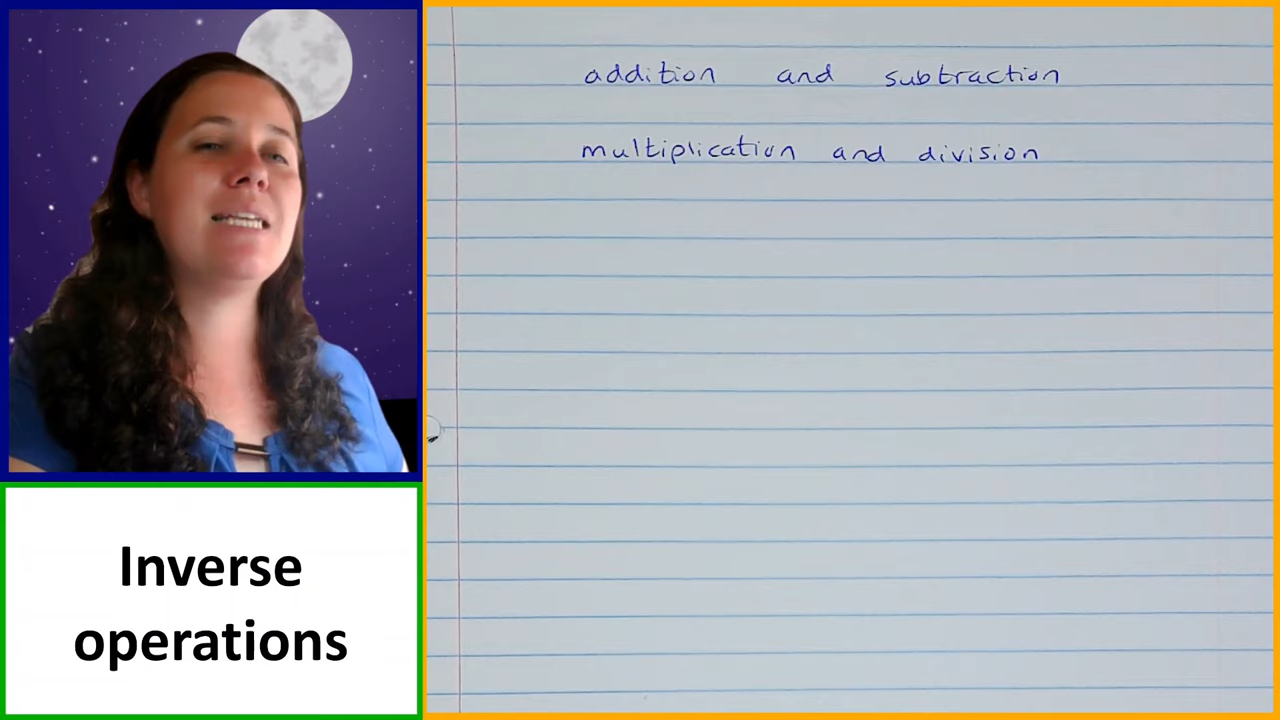 addition and subtraction
multiplication and division
Inverse
operations